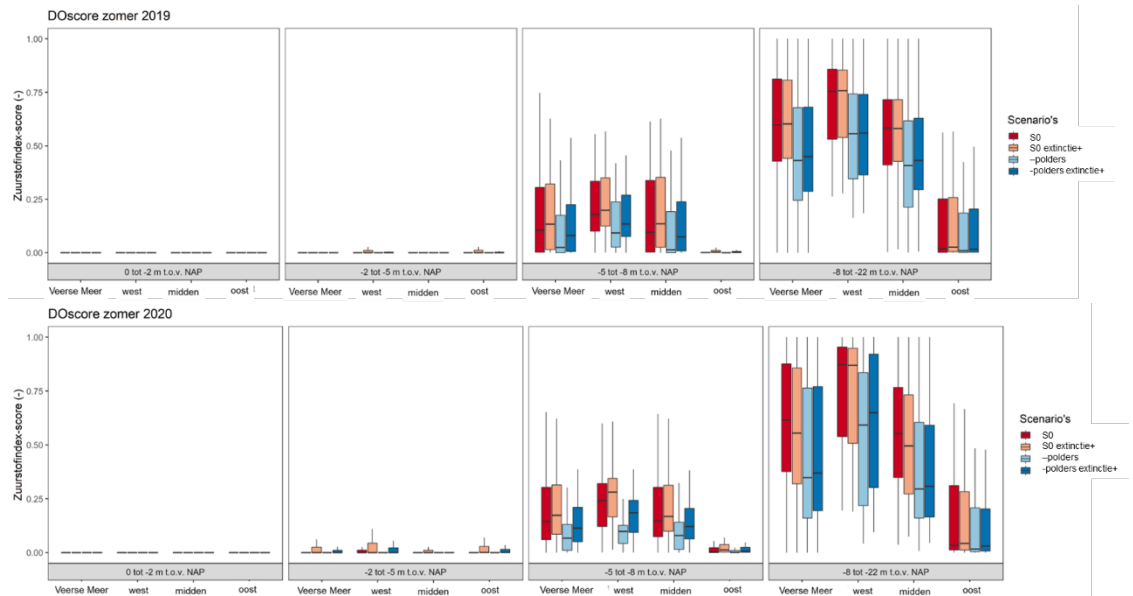 DOscore zomer 2019
Zuurstofindex-score (-)
1.00
0.75
0.50
0.25
0.00
0 tot -2 m t.o.v. NAP
-2 tot -5 m t.o.v. NAP
-5 tot -8 m t.o.v. NAP
-8 tot -22 m t.o.v. NAP
Veerse Meer west midden oost
Veerse Meer west midden oost
Veerse Meer west midden oost
Veerse Meer west midden oost
Scenario's
S0
S0 extinctie+
–polders
-polders extinctie+
DOscore zomer 2020
Zuurstofindex-score (-)
1.00
0.75
0.50
0.25
0.00
0 tot -2 m t.o.v. NAP
-2 tot -5 m t.o.v. NAP
-5 tot -8 m t.o.v. NAP
-8 tot -22 m t.o.v. NAP
Veerse Meer west midden oost
Veerse Meer west midden oost
Veerse Meer west midden oost
Veerse Meer west midden oost
Scenario's
S0
S0 extinctie+
–polders
-polders extinctie+